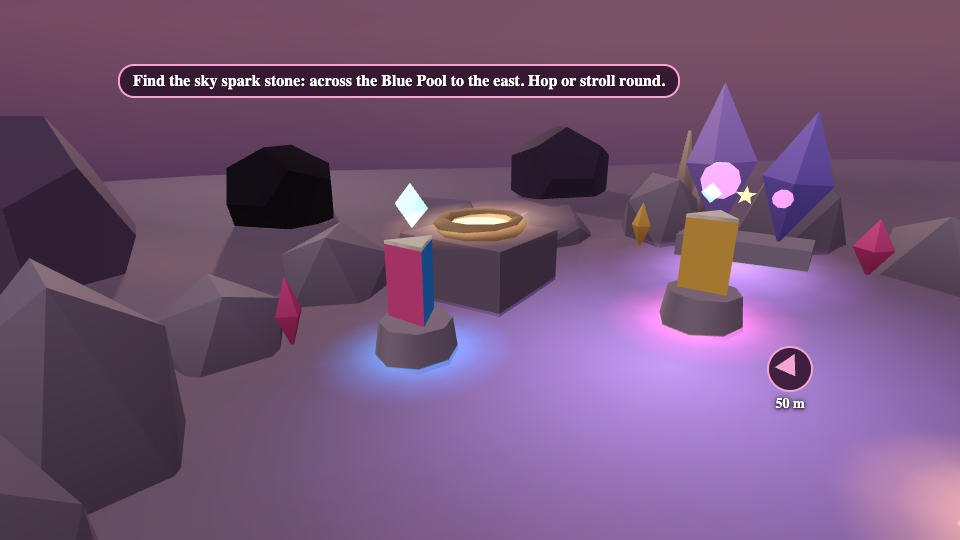 Find the sky spark stone: across the Blue Pool to the east. Hop or stroll round.
50 m